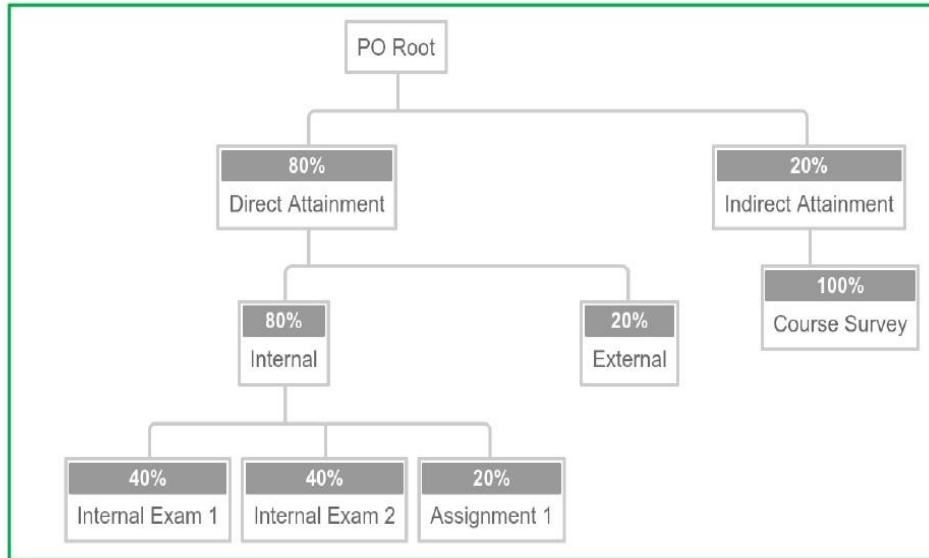 PO Root
80%
Direct Attainment
20%
Indirect Attainment
80%
Internal
20%
External
100%
Course Survey
40%
Internal Exam 1
40%
Internal Exam 2
20%
Assignment 1